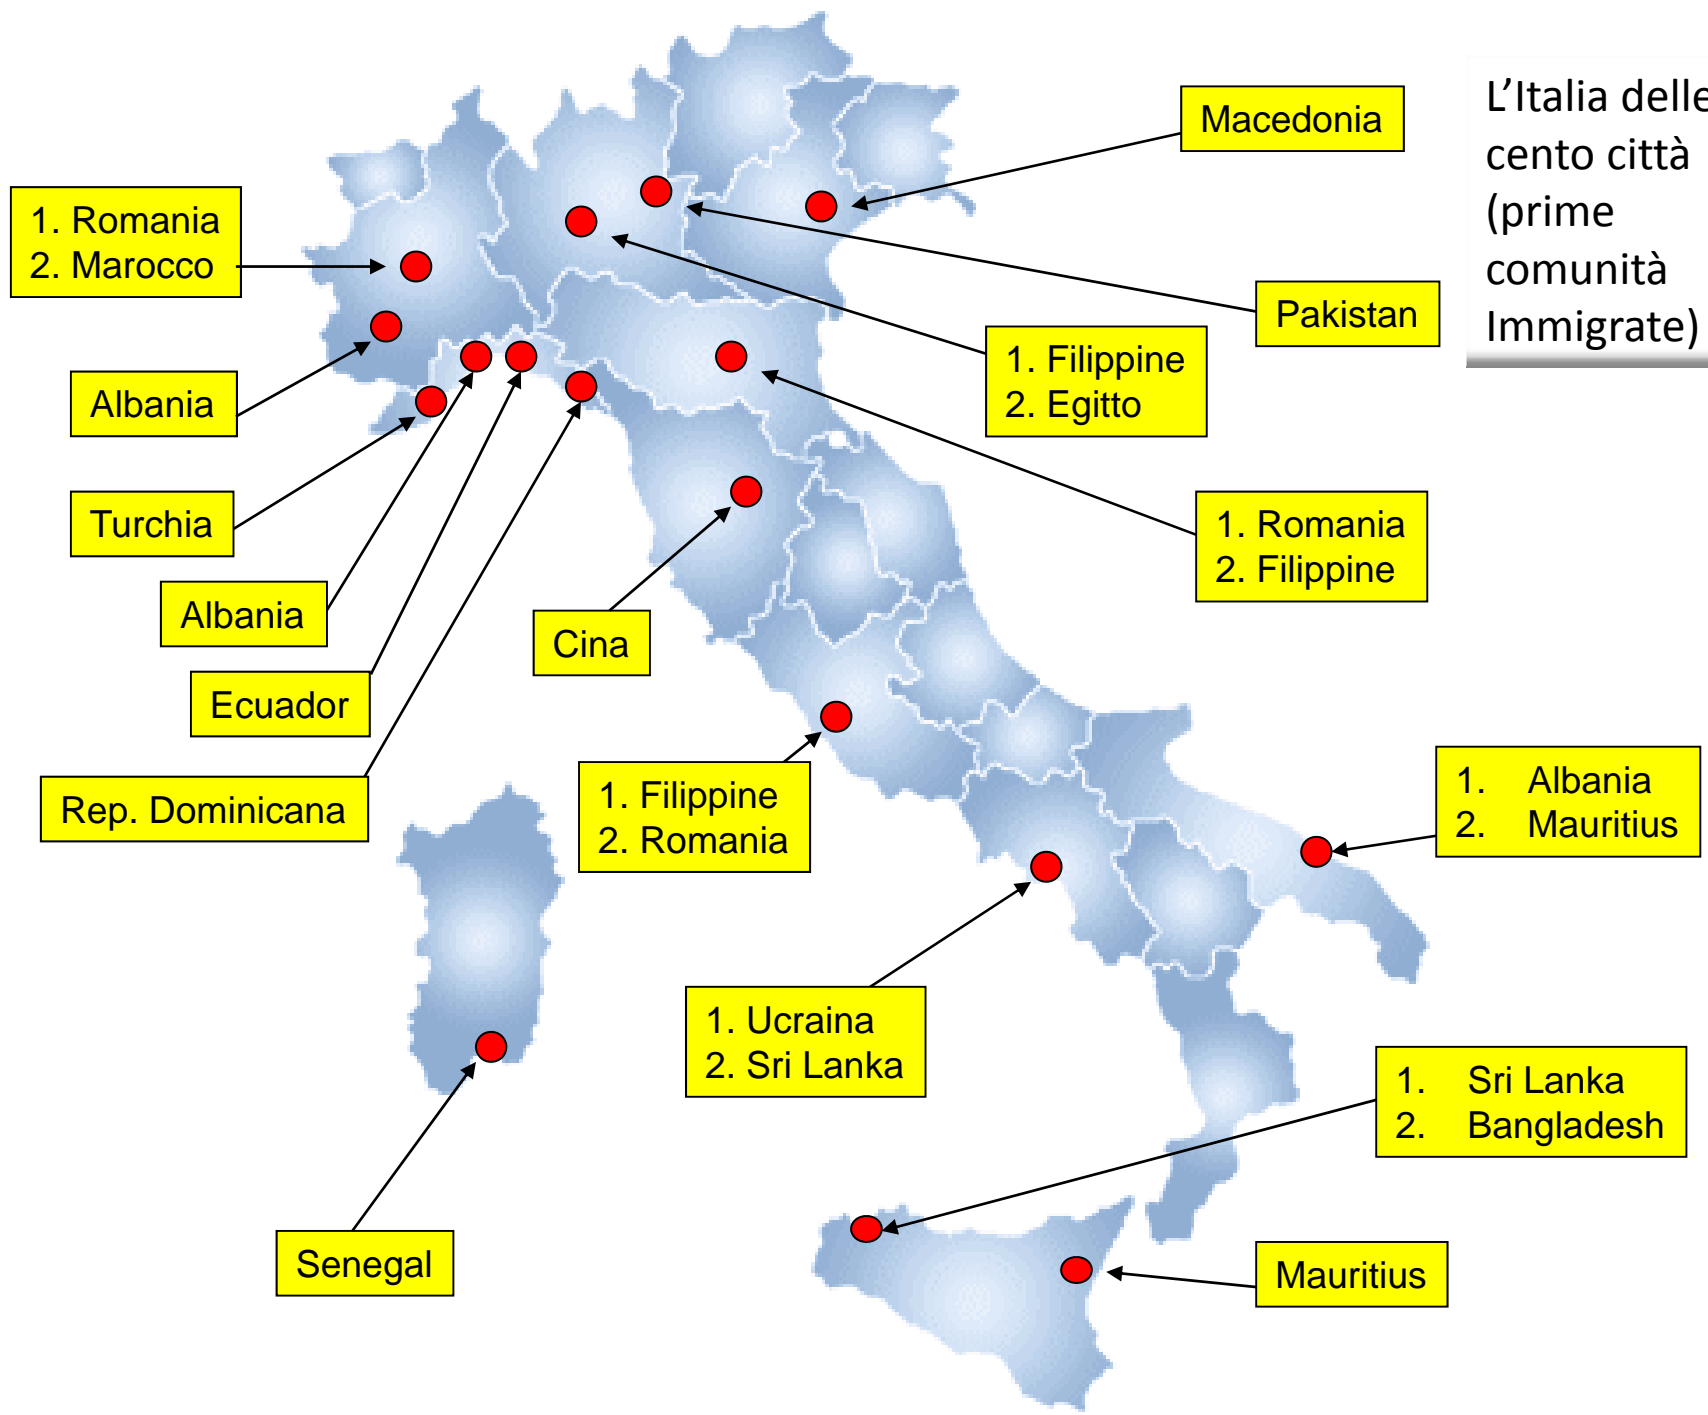 L’Italia delle
cento città
(prime
comunità
Immigrate)
Macedonia
1. Romania
2. Marocco
Pakistan
1. Filippine
2. Egitto
Albania
Turchia
1. Romania
2. Filippine
Albania
Cina
Ecuador
Rep. Dominicana
1. Filippine
2. Romania
1. Albania
2. Mauritius
1. Ucraina
2. Sri Lanka
1. Sri Lanka
2. Bangladesh
Senegal
Mauritius